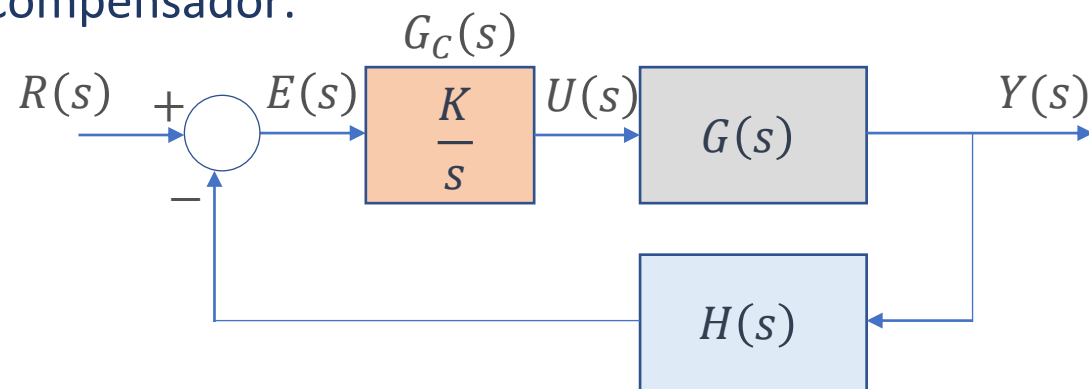 compensador:
G_C(s)
R(s) + E(s) K/s U(s) G(s) Y(s)
−
H(s)